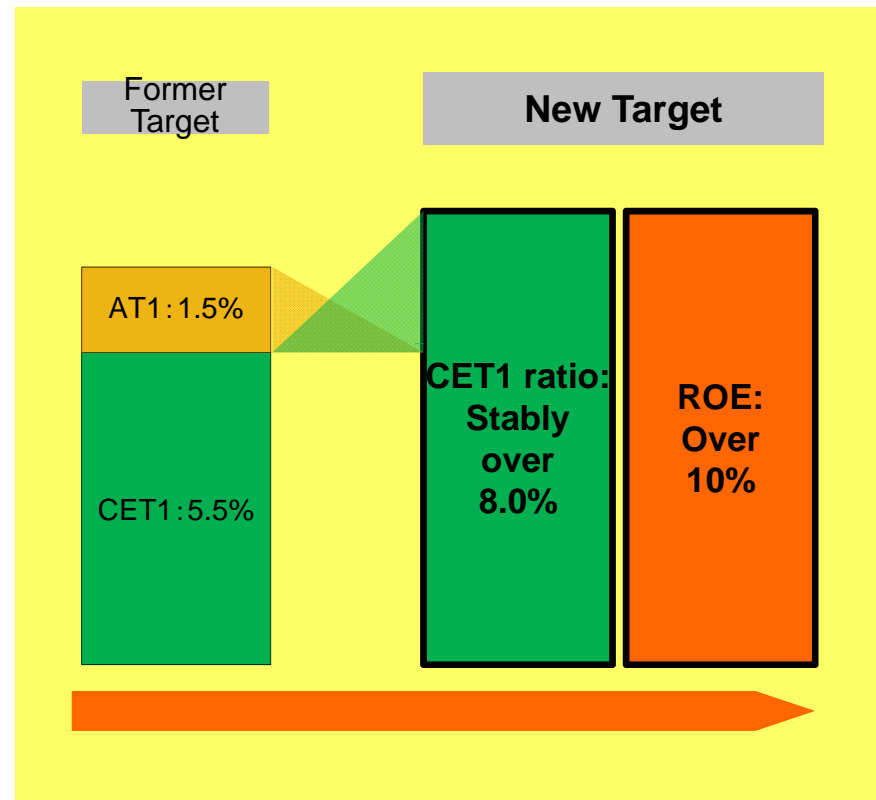 Former
Target
New Target
AT1：1.5%
CET1：5.5%
CET1 ratio:
Stably
over
8.0%
ROE:
Over
10%